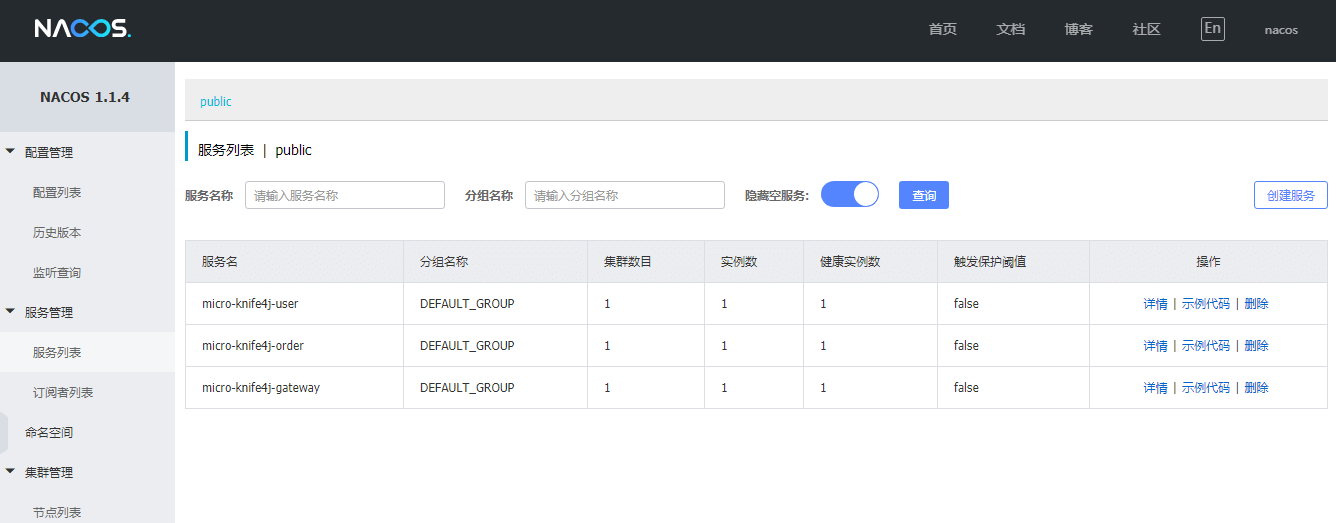 NACOS. 首页 文档 博客 社区 En nacos
NACOS 1.1.4
配置管理
配置列表
历史版本
监听查询
服务管理
服务列表
订阅者列表
命名空间
集群管理
节点列表
public
服务列表 | public
服务名称 请输入服务名称 分组名称 请输入分组名称 隐藏空服务: 查询 创建服务
服务名 分组名称 集群数目 实例数 健康实例数 触发保护阈值 操作
micro-knife4j-user DEFAULT_GROUP 1 1 1 false 详情 | 示例代码 | 删除
micro-knife4j-order DEFAULT_GROUP 1 1 1 false 详情 | 示例代码 | 删除
micro-knife4j-gateway DEFAULT_GROUP 1 1 1 false 详情 | 示例代码 | 删除